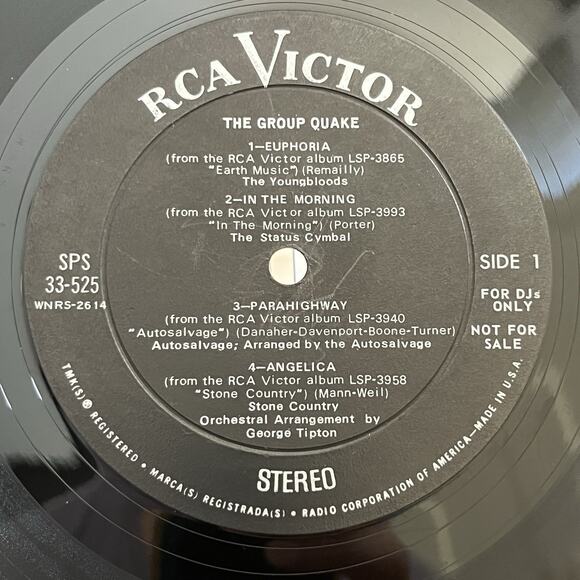 RCA VICTOR
THE GROUP QUAKE
1—EUPHORIA
(from the RCA Victor album LSP-3865
"Earth Music") (Remailly)
The Youngbloods
2—IN THE MORNING
(from the RCA Victor album LSP-3993
"In The Morning") (Porter)
The Status Cymbal
SPS
33-525
WNRS-2614
SIDE 1
FOR DJs
ONLY
NOT FOR
SALE
3—PARAHIGHWAY
(from the RCA Victor album LSP-3940
"Autosalvage") (Danaher-Davenport-Boone-Turner)
Autosalvage; Arranged by the Autosalvage
4—ANGELICA
(from the RCA Victor album LSP-3958
"Stone Country") (Mann-Weil)
Stone Country
Orchestral Arrangement by
George Tipton
STEREO
TMK(S) ® REGISTERED • MARCA(S) REGISTRADA(S) • RADIO CORPORATION OF AMERICA—MADE IN U.S.A.